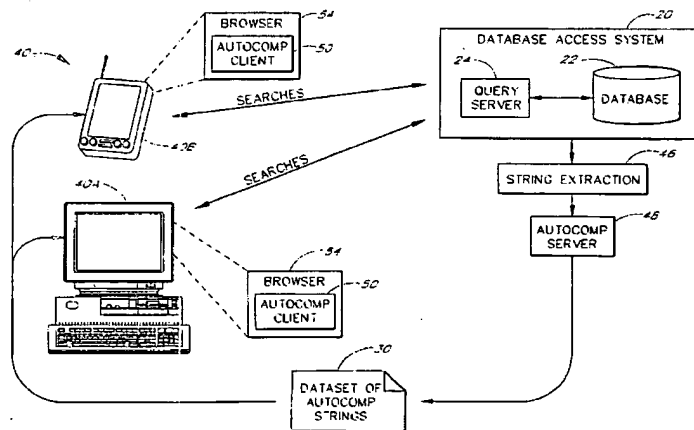 54
BROWSER
AUTOCOMP
CLIENT
50
40
40B
SEARCHES
SEARCHES
20
DATABASE ACCESS SYSTEM
24
22
QUERY
SERVER
DATABASE
46
STRING EXTRACTION
48
AUTOCOMP
SERVER
40A
54
BROWSER
50
AUTOCOMP
CLIENT
30
DATASET OF
AUTOCOMP
STRINGS